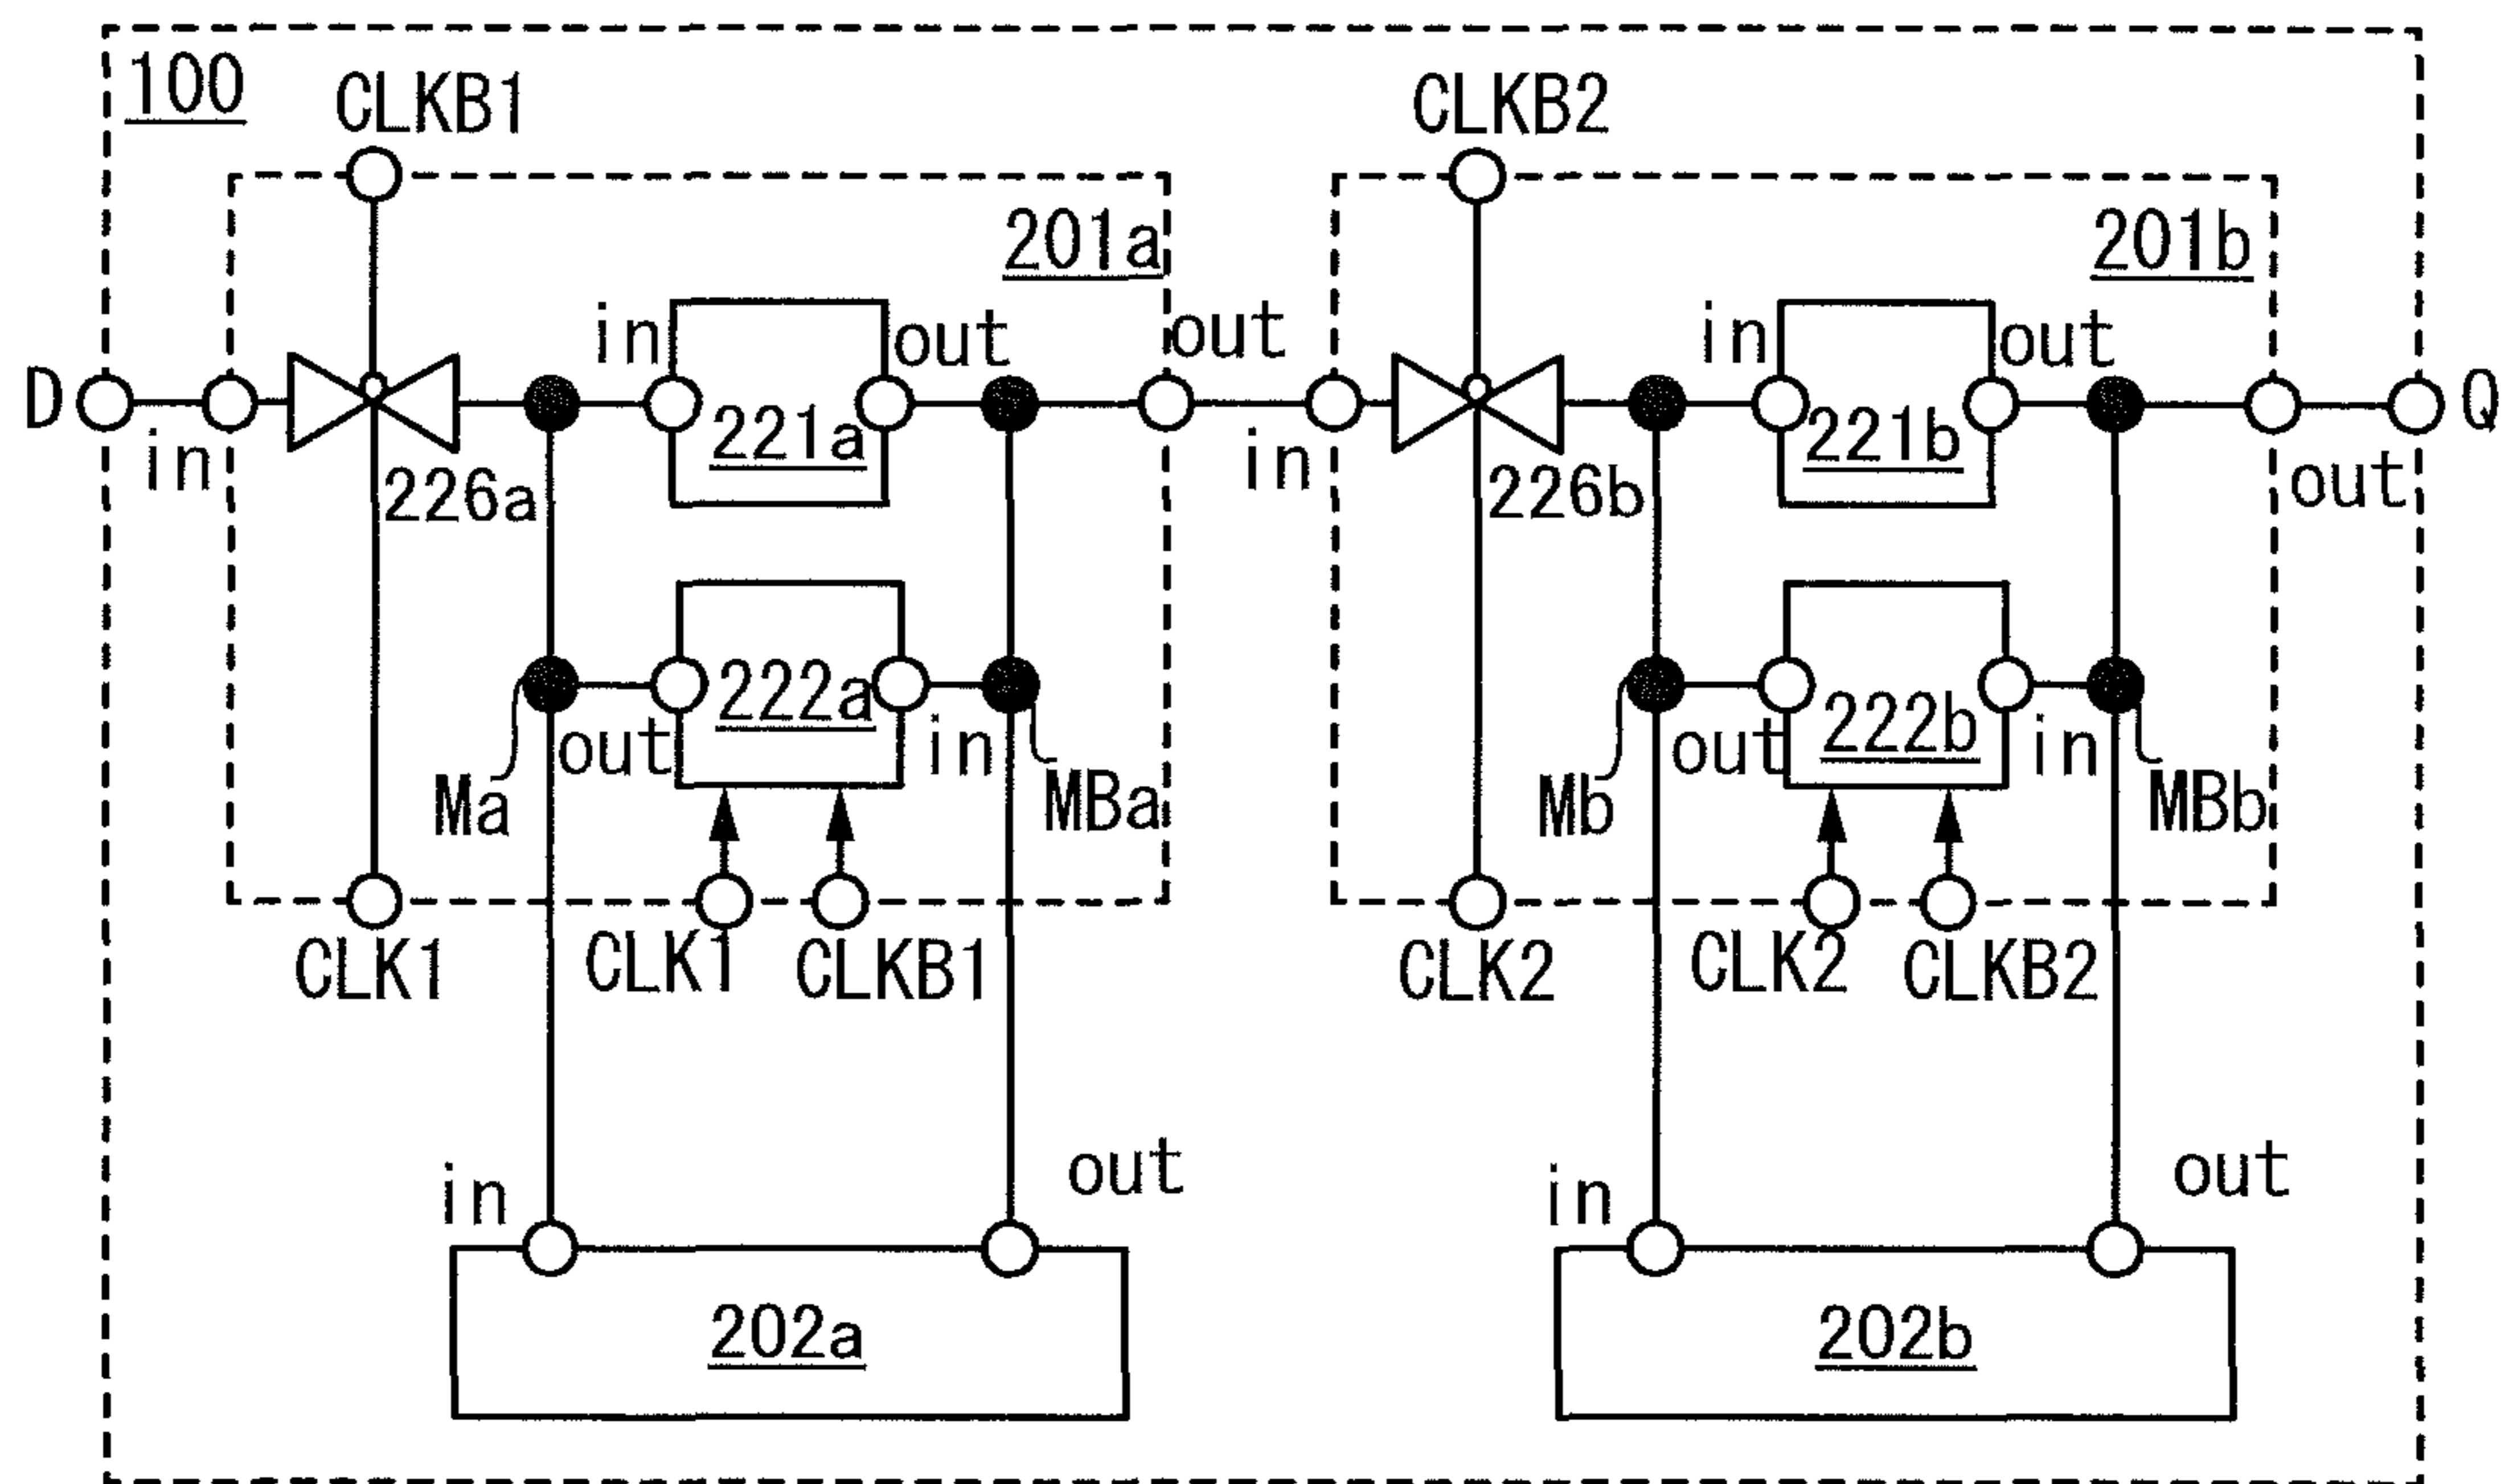 100
CLKB1
CLKB2
201a
201b
in
out
out
in
out
D
in
226a
221a
in
226b
221b
out
Q
222a
222b
out
in
out
in
Ma
MBa
Mb
MBb
CLK1
CLK1
CLKB1
CLK2
CLK2
CLKB2
in
out
in
out
202a
202b